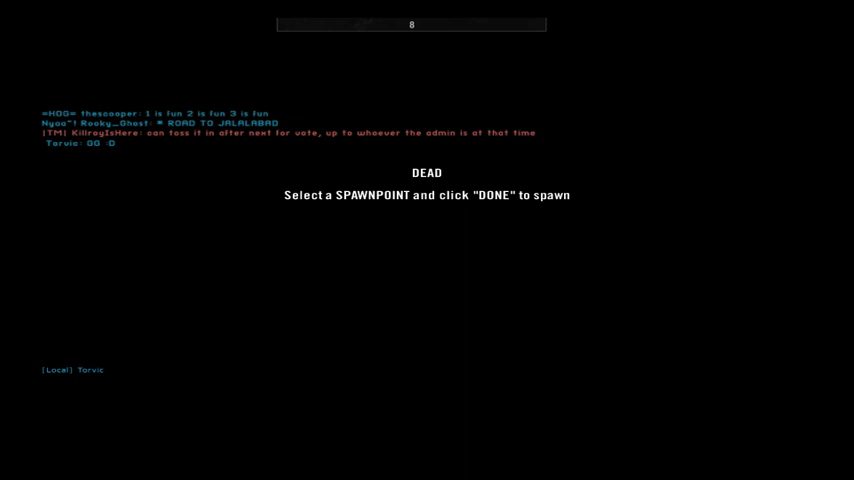 8
=HOG= thescooper: 1 is fun 2 is fun 3 is fun
Nyaa~! Rooky_Ghost: * ROAD TO JALALABAD
|TM| KillroyIsHere: can toss it in after next for vote, up to whoever the admin is at that time
Torvic: GO :D
DEAD
Select a SPAWNPOINT and click "DONE" to spawn
[Local] Torvic